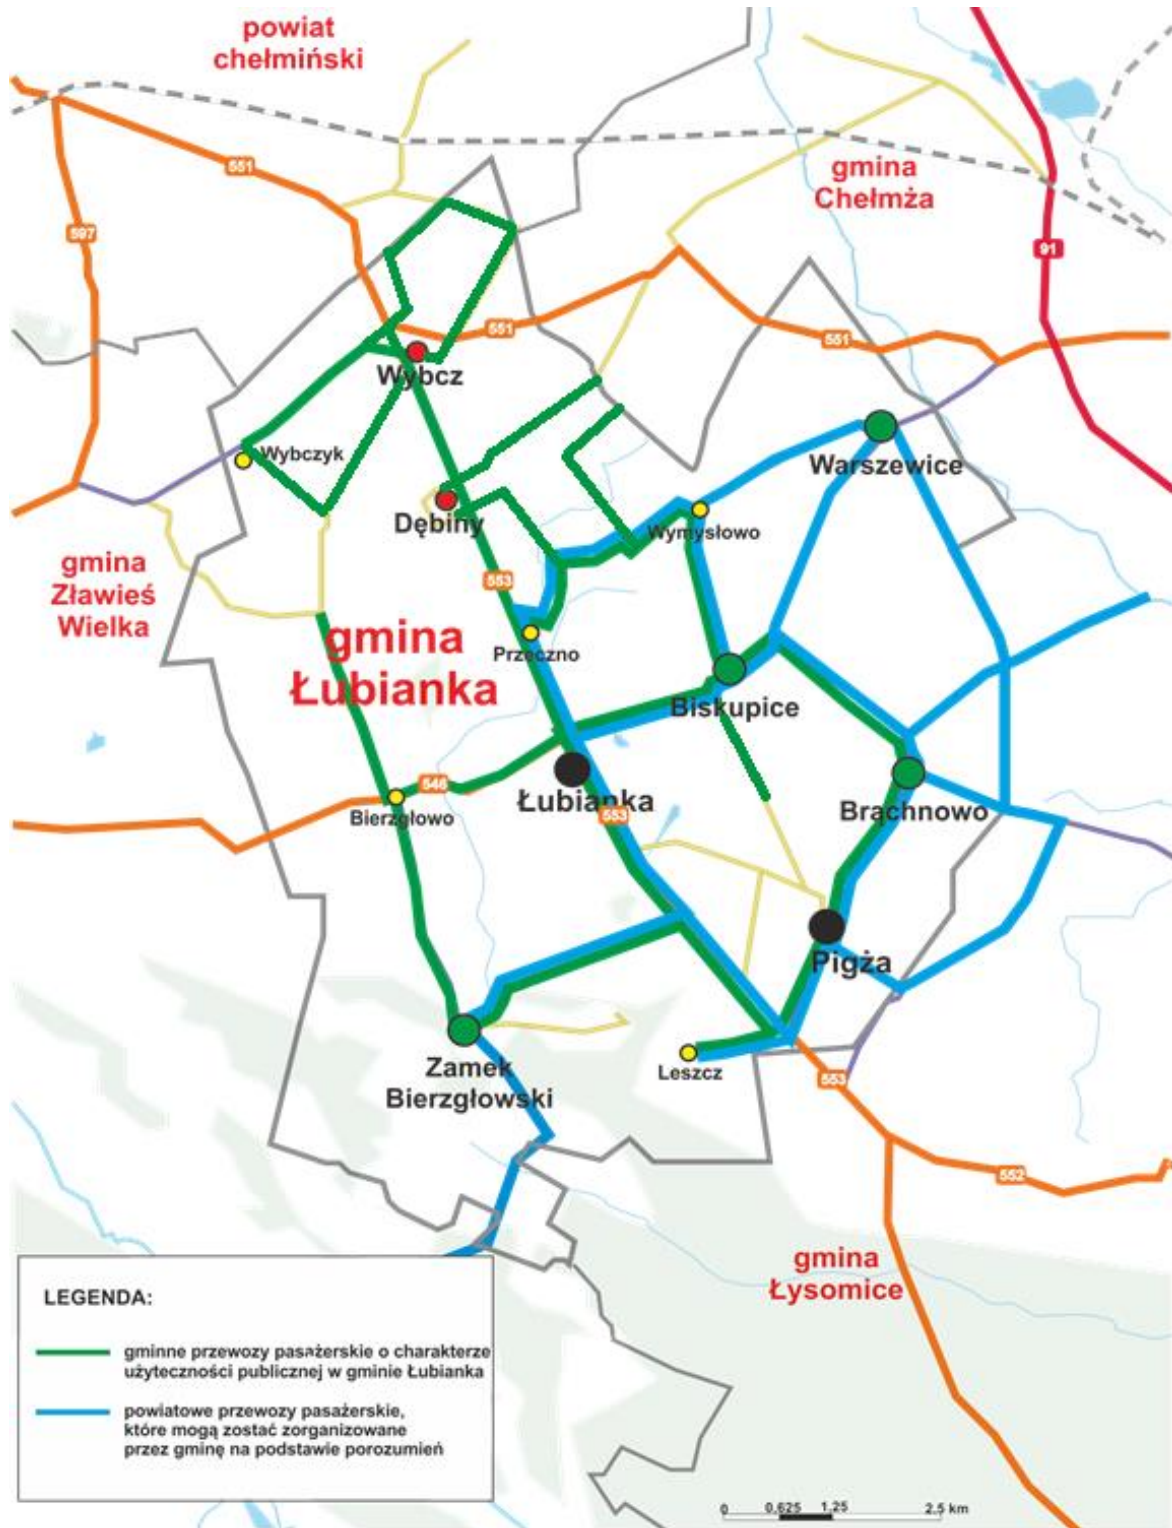 powiat
chełmiński
551
gmina
Chełmża
597
91
551
551
Wybcz
Wybczyk
Warszewice
Dębiny
Wymysłowo
gmina
Zławieś
Wielka
553
gmina
Łubianka
Przeczno
Biskupice
546
Łubianka
553
Bierzgłowo
Brąchnowo
Pigża
Zamek
Bierzgłowski
Leszcz
553
552
gmina
Łysomice
LEGENDA:
gminne przewozy pasażerskie o charakterze
użyteczności publicznej w gminie Łubianka
powiatowe przewozy pasażerskie,
które mogą zostać zorganizowane
przez gminę na podstawie porozumień
0 0,625 1,25 2,5 km